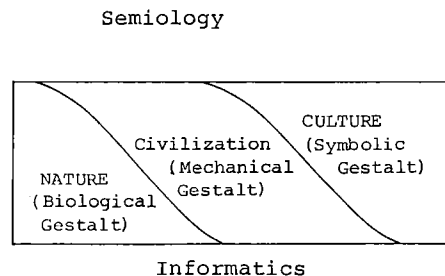 Semiology
CULTURE
(Symbolic
Gestalt)
Civilization
(Mechanical
Gestalt)
NATURE
(Biological
Gestalt)
Informatics